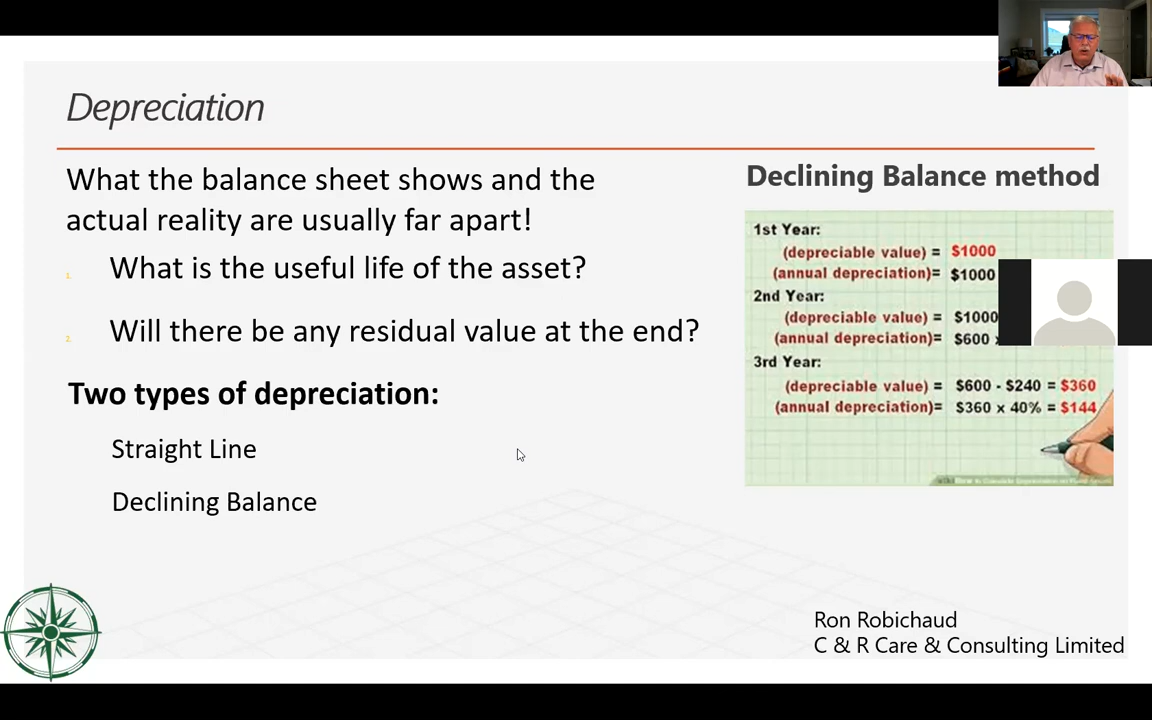 Depreciation
What the balance sheet shows and the
actual reality are usually far apart!
1. What is the useful life of the asset?
2. Will there be any residual value at the end?
Two types of depreciation:
Straight Line
Declining Balance
Declining Balance method
1st Year:
(depreciable value) = $1000
(annual depreciation)= $1000
2nd Year:
(depreciable value) = $1000
(annual depreciation)= $600
3rd Year:
(depreciable value) = $600 - $240 = $360
(annual depreciation)= $360 x 40% = $144
Ron Robichaud
C & R Care & Consulting Limited